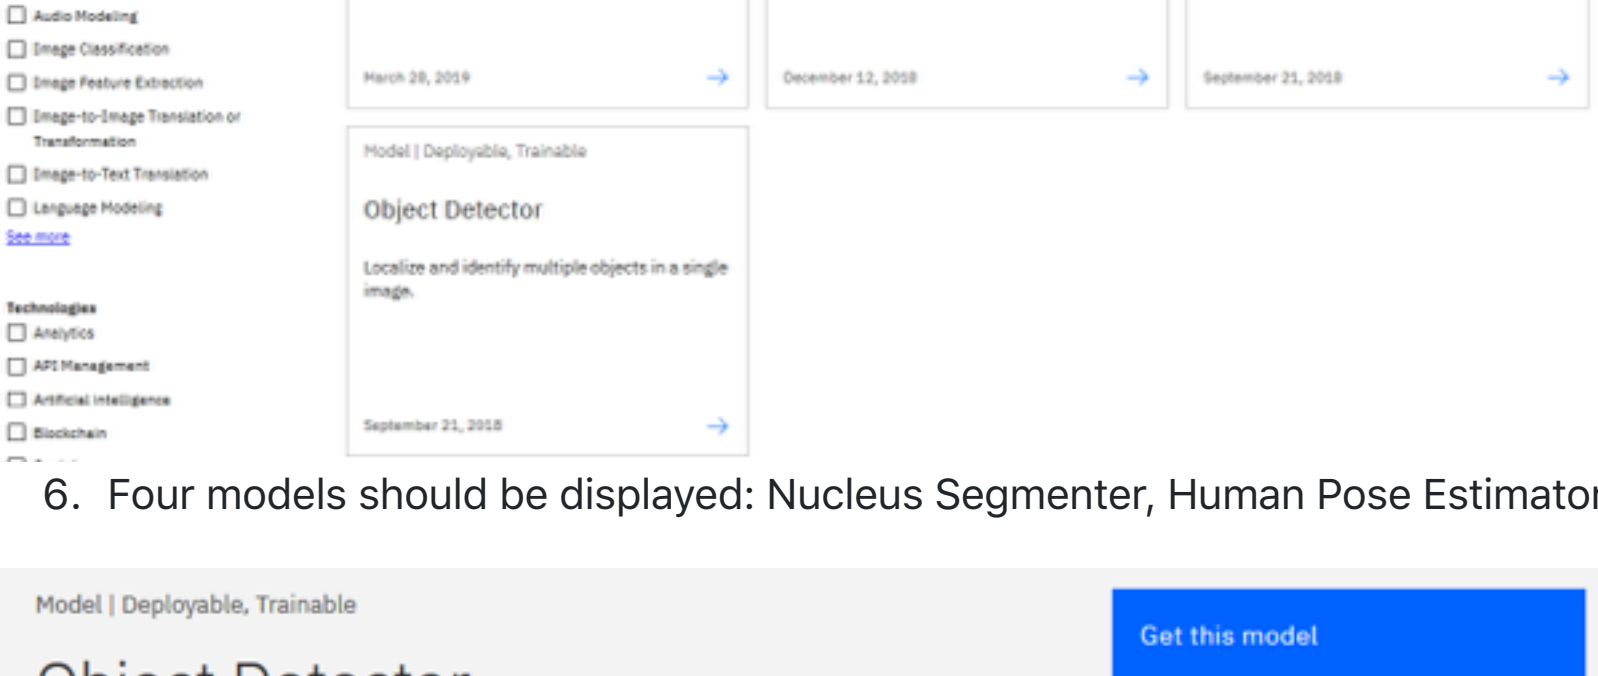 Audio Modeling
Image Classification
Image Feature Extraction
Image-to-Image Translation or
Transformation
Image-to-Text Translation
Language Modeling
See more
Technologies
Analytics
API Management
Artificial intelligence
Blockchain
March 28, 2019
December 12, 2018
September 21, 2018
Model | Deployable, Trainable
Object Detector
Localize and identify multiple objects in a single
image.
September 21, 2018
6. Four models should be displayed: Nucleus Segmenter, Human Pose Estimator
Model | Deployable, Trainable
Object Detector
Get this model